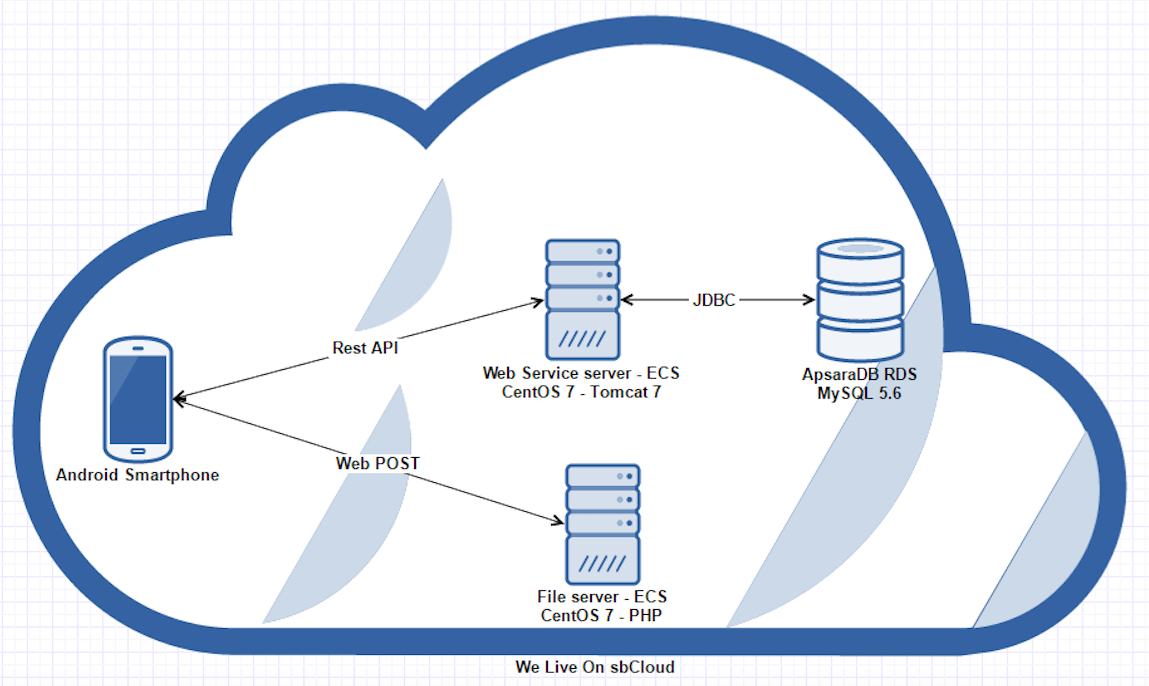 Rest API
JDBC
Web Service server - ECS
CentOS 7 - Tomcat 7
ApsaraDB RDS
MySQL 5.6
Android Smartphone
Web POST
File server - ECS
CentOS 7 - PHP
We Live On sbCloud